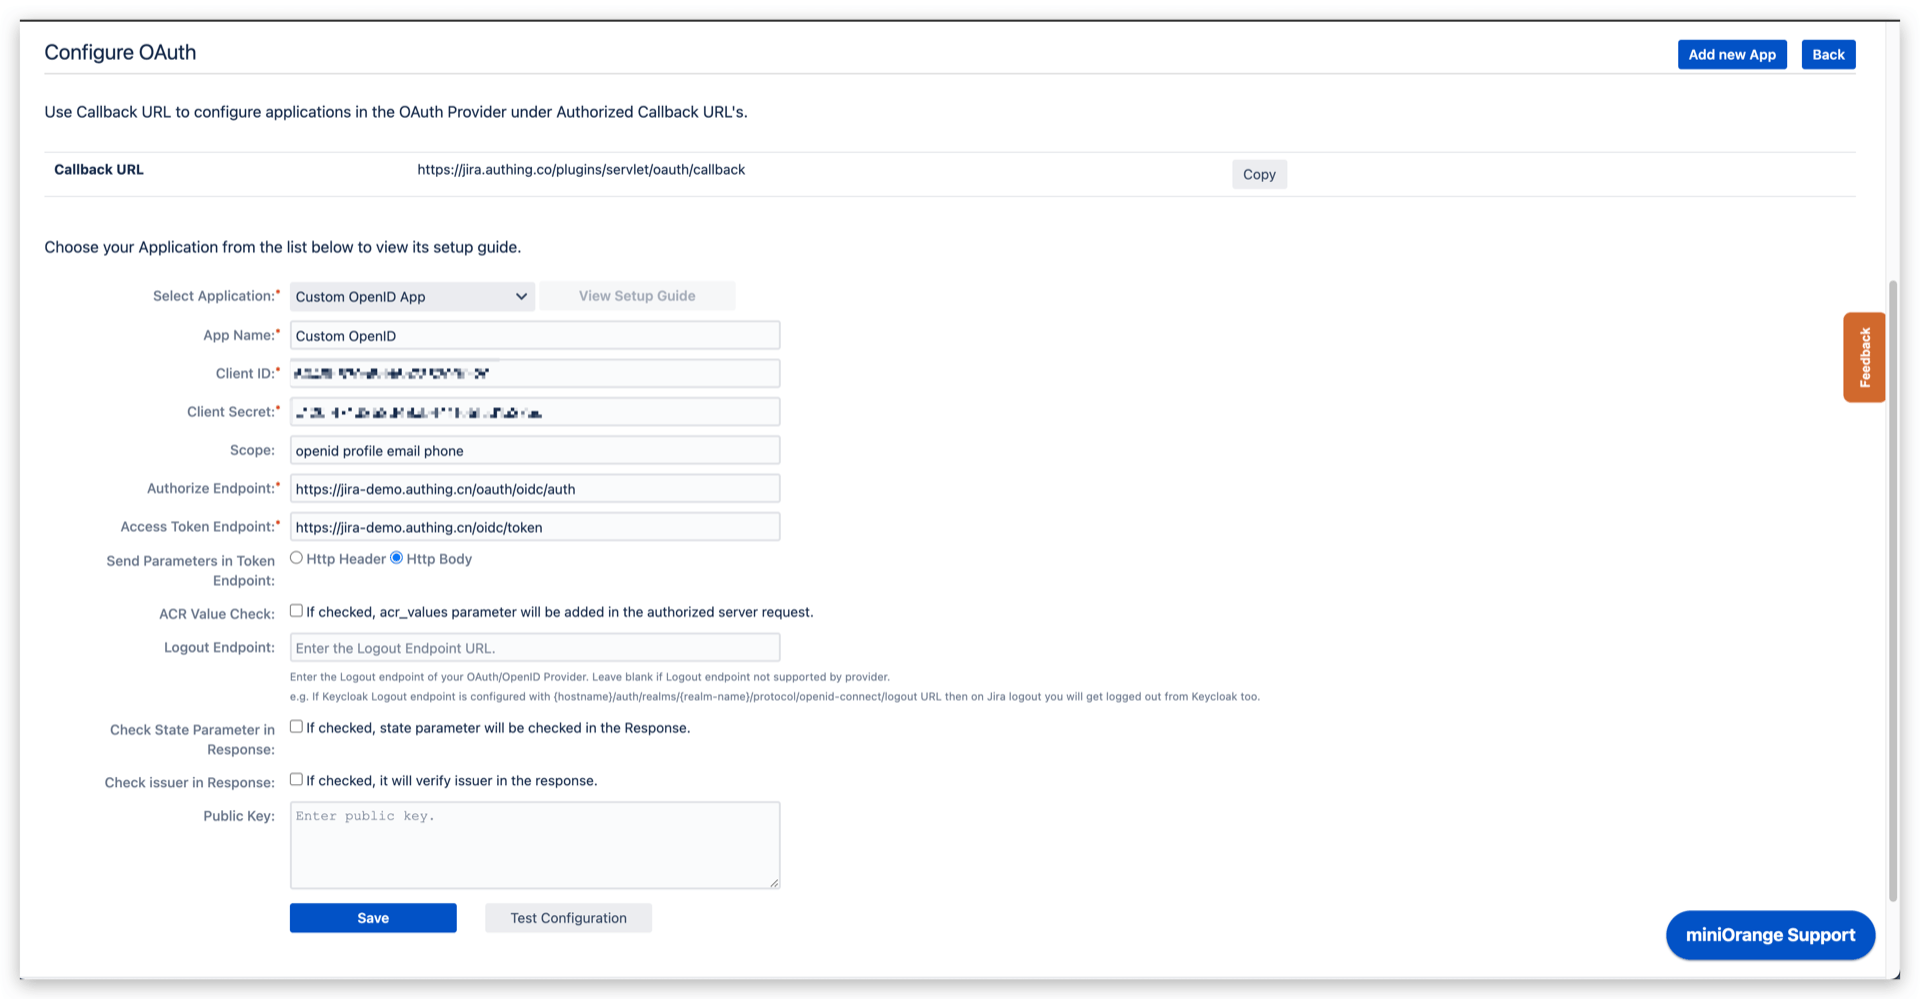 Configure OAuth
Add new App
Back
Use Callback URL to configure applications in the OAuth Provider under Authorized Callback URL's.
Callback URL
https://jira.authing.co/plugins/servlet/oauth/callback
Copy
Choose your Application from the list below to view its setup guide.
Select Application:*
Custom OpenID App
View Setup Guide
App Name:*
Custom OpenID
Client ID:*
Client Secret:*
Scope:
openid profile email phone
Authorize Endpoint:*
https://jira-demo.authing.cn/oauth/oidc/auth
Access Token Endpoint:*
https://jira-demo.authing.cn/oidc/token
Send Parameters in Token
Endpoint:
Http Header
Http Body
ACR Value Check:
If checked, acr_values parameter will be added in the authorized server request.
Logout Endpoint:
Enter the Logout Endpoint URL.
Enter the Logout endpoint of your OAuth/OpenID Provider. Leave blank if Logout endpoint not supported by provider.
e.g. If Keycloak Logout endpoint is configured with {hostname}/auth/realms/{realm-name}/protocol/openid-connect/logout URL then on Jira logout you will get logged out from Keycloak too.
Check State Parameter in
Response:
If checked, state parameter will be checked in the Response.
Check issuer in Response:
If checked, it will verify issuer in the response.
Public Key:
Enter public key.
Save
Test Configuration
Feedback
miniOrange Support